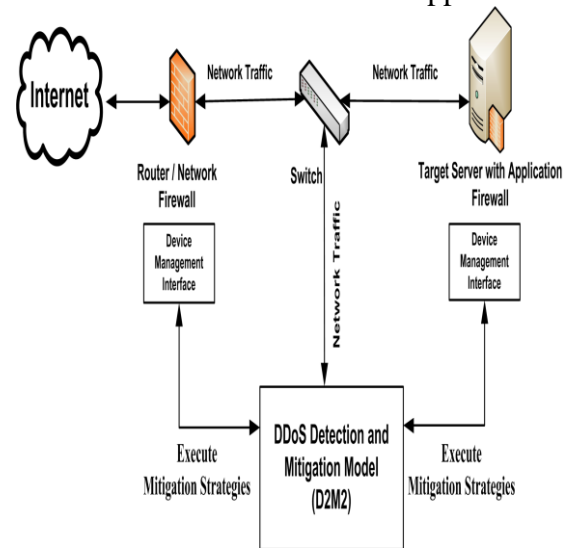 Network Traffic
Network Traffic
Internet
Router / Network
Firewall
Switch
Target Server with Application
Firewall
Device
Management
Interface
Network Traffic
Device
Management
Interface
DDoS Detection and
Mitigation Model
(D2M2)
Execute
Mitigation Strategies
Execute
Mitigation Strategies